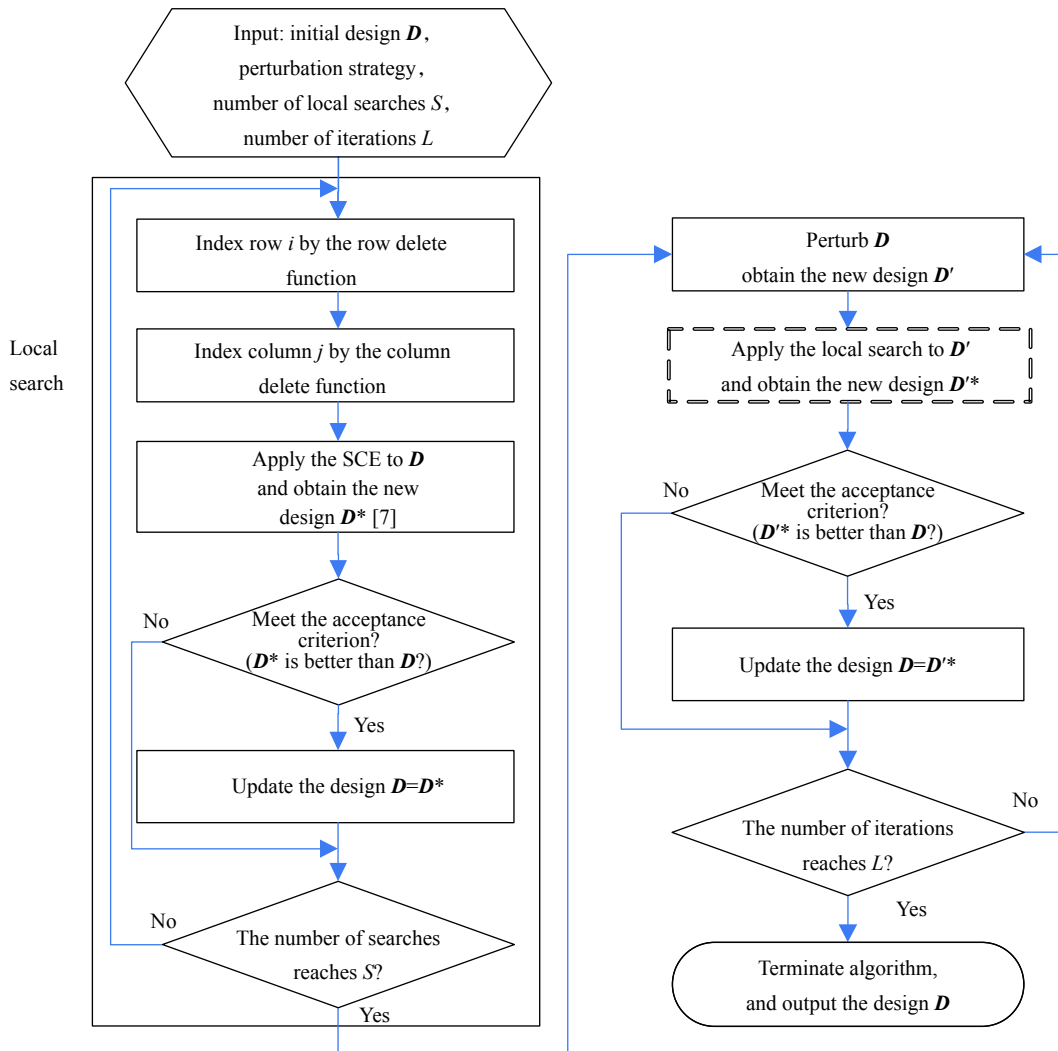 Input: initial design D,
perturbation strategy,
number of local searches S,
number of iterrations L
Local
search
Index row i by the row delete
function
Index column j by the column
delete function
Apply the SCE to D
and obtain the new
design D* [7]
No
Meet the acceptance
criterion?
(D* is better than D?)
Yes
Update the design D=D*
No
The number of searches
reaches S?
Yes
Perturb D
obtain the new design D'
Apply the local search to D'
and obtain the new design D'*
No
Meet the acceptance
criterion?
(D'* is better than D?)
Yes
Update the design D=D'*
No
The number of iterations
reaches L?
Yes
Terminate algorithm,
and output the design D